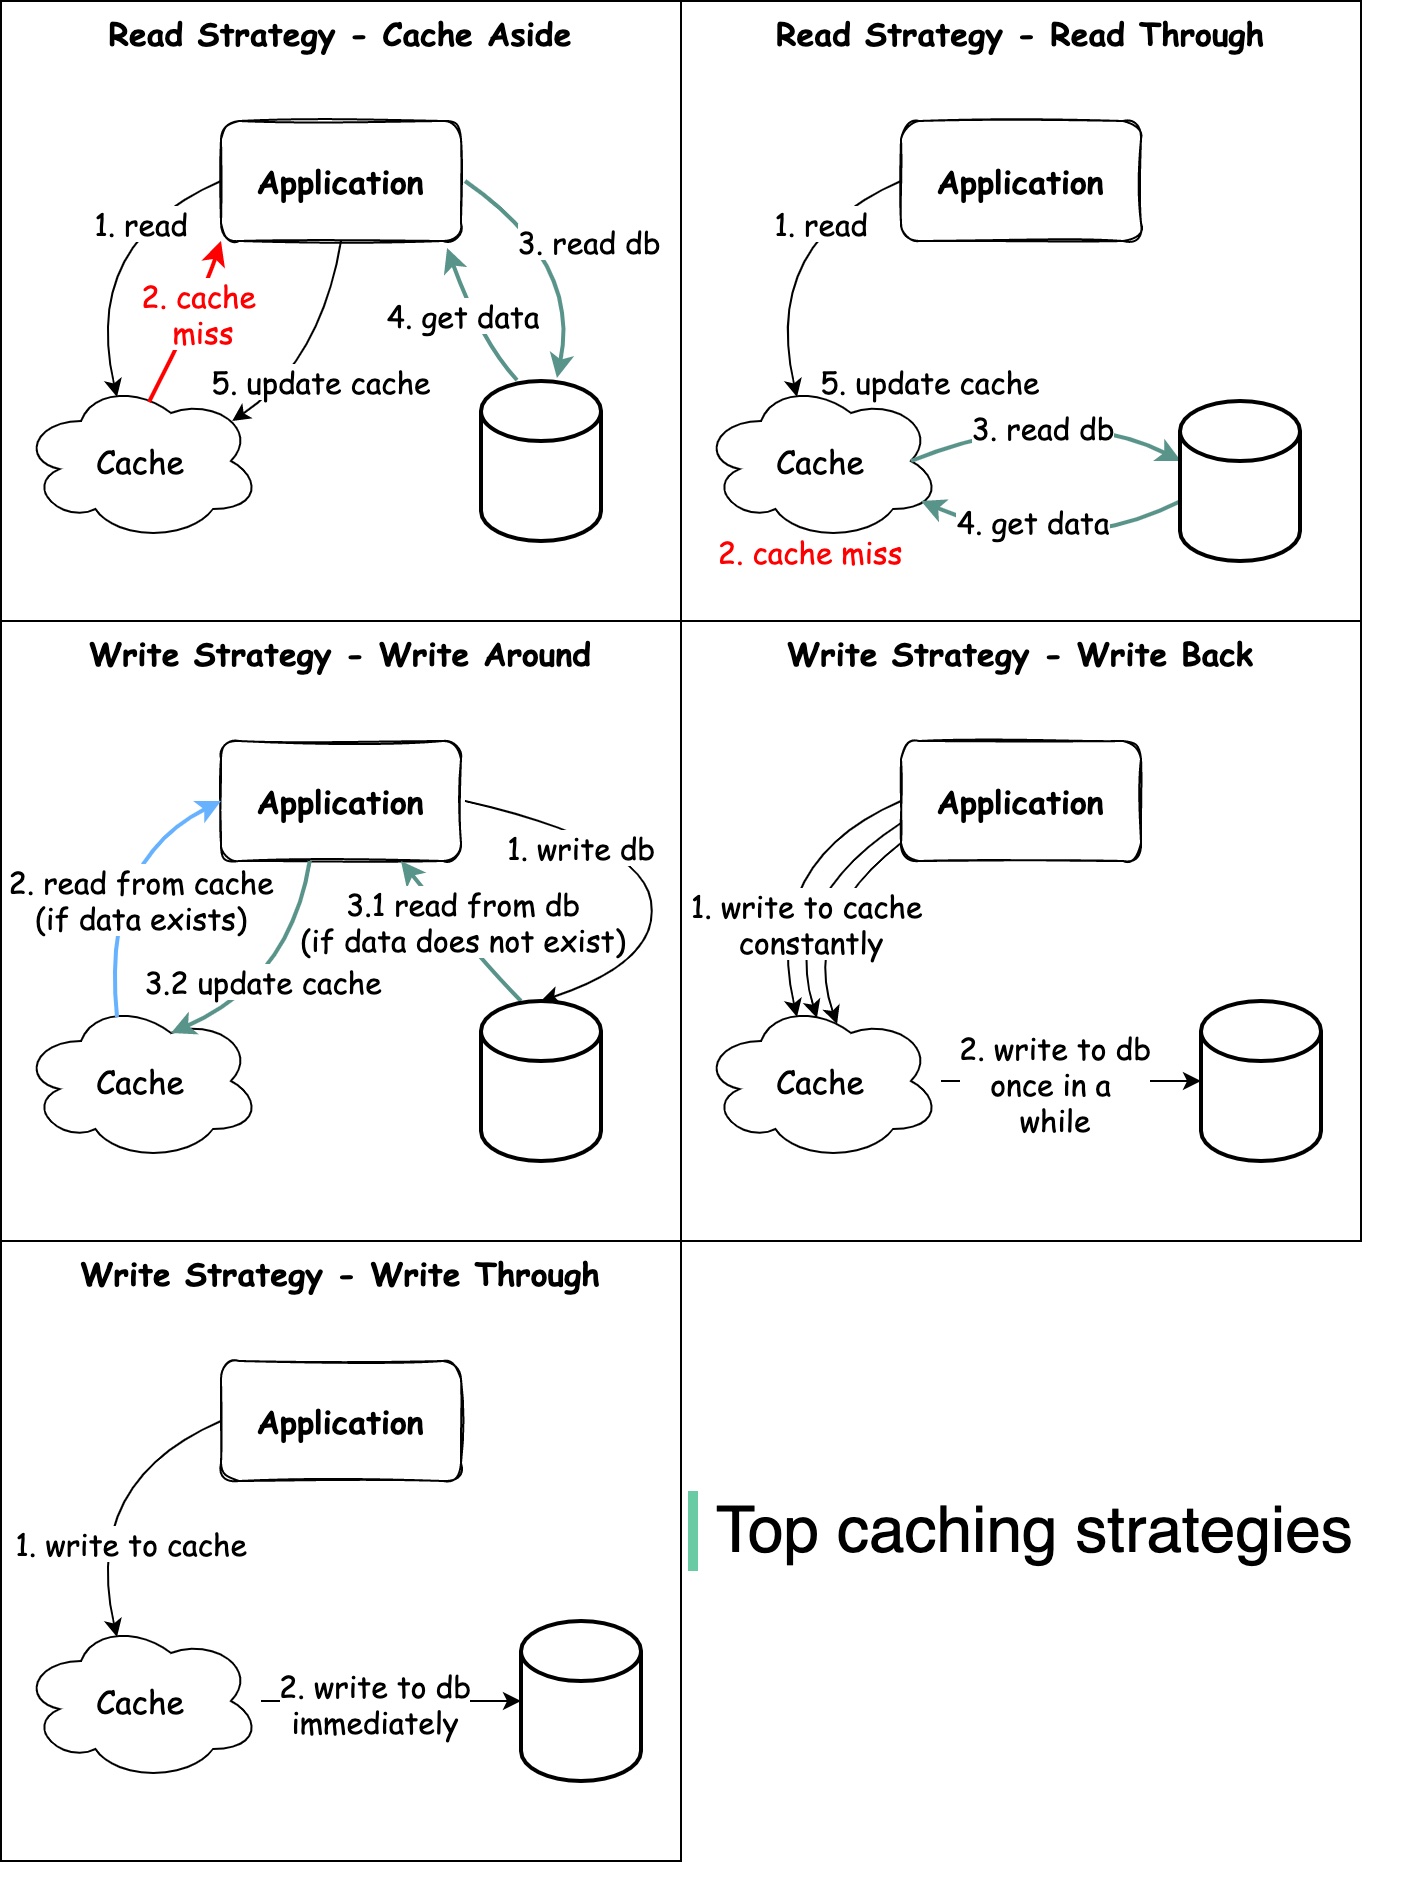 Read Strategy - Cache Aside
Application
1. read
3. read db
2. cache
miss
4. get data
5. update cache
Cache
Read Strategy - Read Through
Application
1. read
5. update cache
3. read db
Cache
4. get data
2. cache miss
Write Strategy - Write Around
Application
1. write db
2. read from cache
(if data exists)
3.1 read from db
(if data does not exist)
3.2 update cache
Cache
Write Strategy - Write Back
Application
1. write to cache
constantly
2. write to db
once in a
while
Cache
Write Strategy - Write Through
Application
1. write to cache
2. write to db
immediately
Cache
Top caching strategies